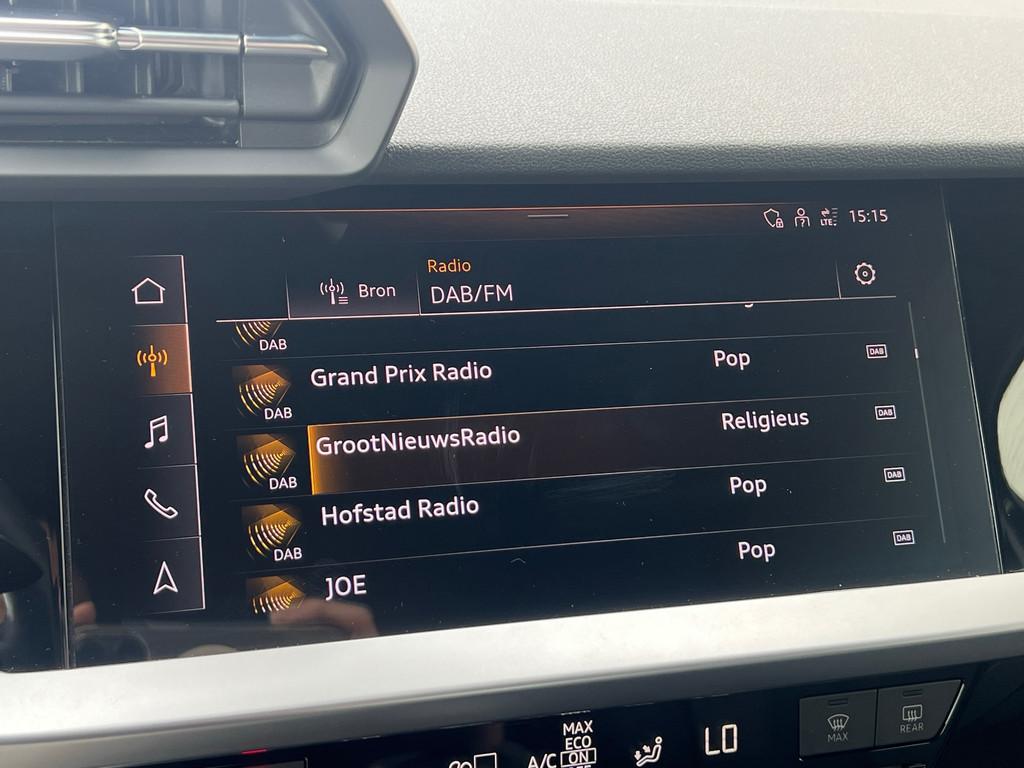 LTE 15:15
Radio
Bron DAB/FM
DAB
Grand Prix Radio Pop DAB
DAB
GrootNieuwsRadio Religieus DAB
DAB
Hofstad Radio Pop DAB
DAB
JOE Pop DAB
MAX
ECO
A/C ON
LO
MAX
REAR